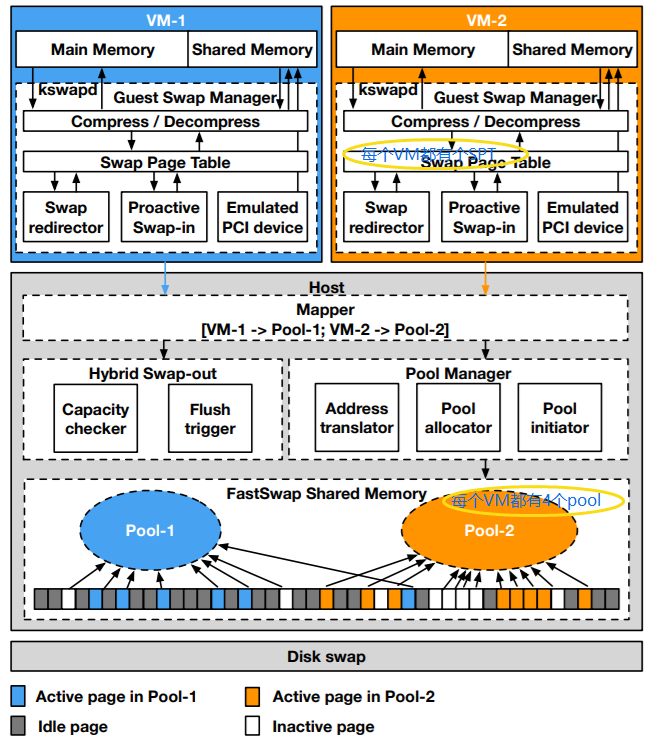 VM-1
VM-2
Main Memory
Shared Memory
Main Memory
Shared Memory
kswapd
kswapd
Guest Swap Manager
Guest Swap Manager
Compress / Decompress
Compress / Decompress
每个VM都有个SPT
Swap Page Table
Swap Page Table
Swap
redirector
Proactive
Swap-in
Emulated
PCI device
Swap
redirector
Proactive
Swap-in
Emulated
PCI device
Host
Mapper
[VM-1 -> Pool-1; VM-2 -> Pool-2]
Hybrid Swap-out
Capacity
checker
Flush
trigger
Pool Manager
Address
translator
Pool
allocator
Pool
initiator
FastSwap Shared Memory
每个VM都有4个pool
Pool-1
Pool-2
Disk swap
Active page in Pool-1
Active page in Pool-2
Idle page
Inactive page